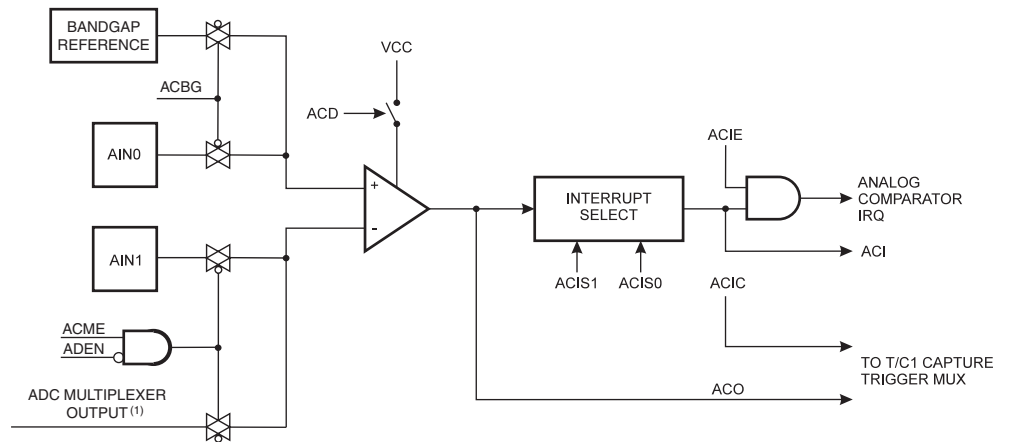 BANDGAP
REFERENCE
VCC
ACBG
ACD
AIN0
ACIE
+
INTERRUPT
SELECT
ANALOG
COMPARATOR
IRQ
-
AIN1
ACI
ACIS1 ACIS0
ACIC
ACME
ADEN
TO T/C1 CAPTURE
TRIGGER MUX
ADC MULTIPLEXER
OUTPUT(1)
ACO